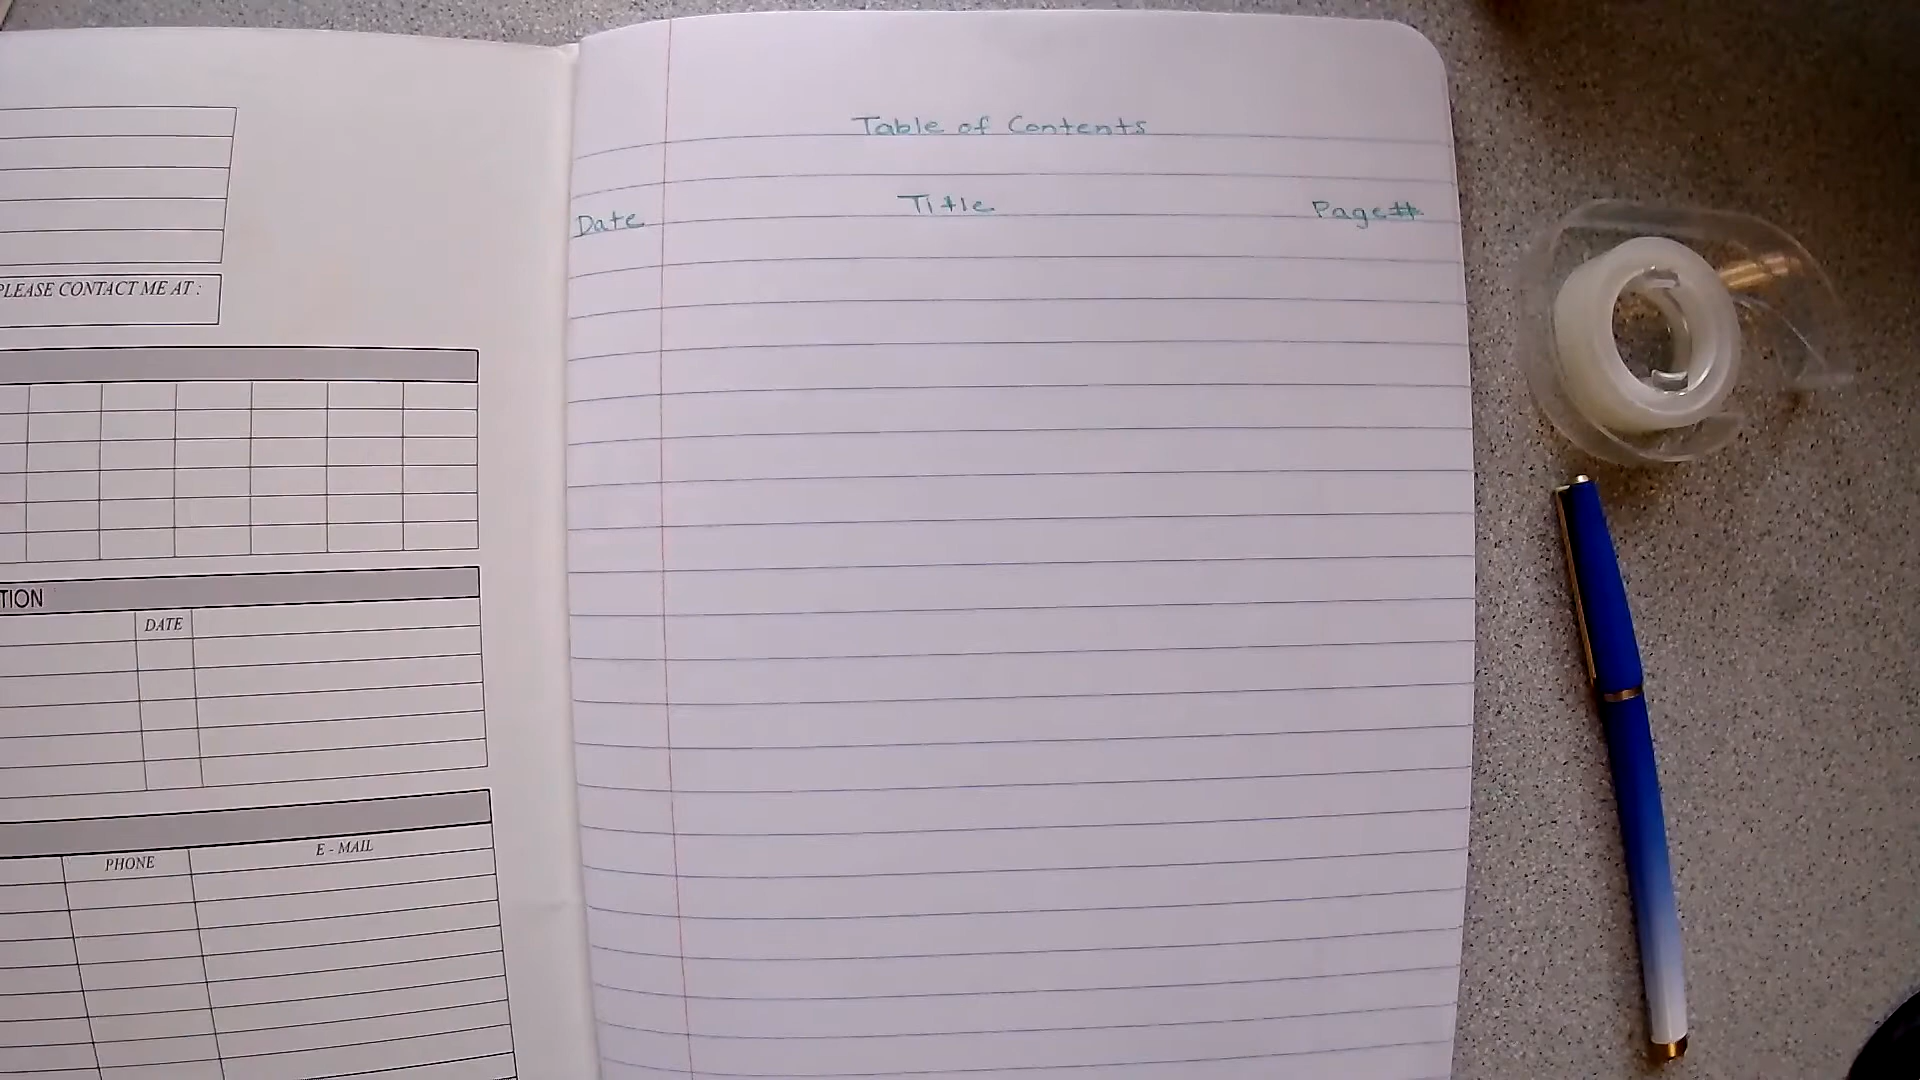 PLEASE CONTACT ME AT :
TION
DATE
PHONE E - MAIL
Table of Contents
Date Title Page#